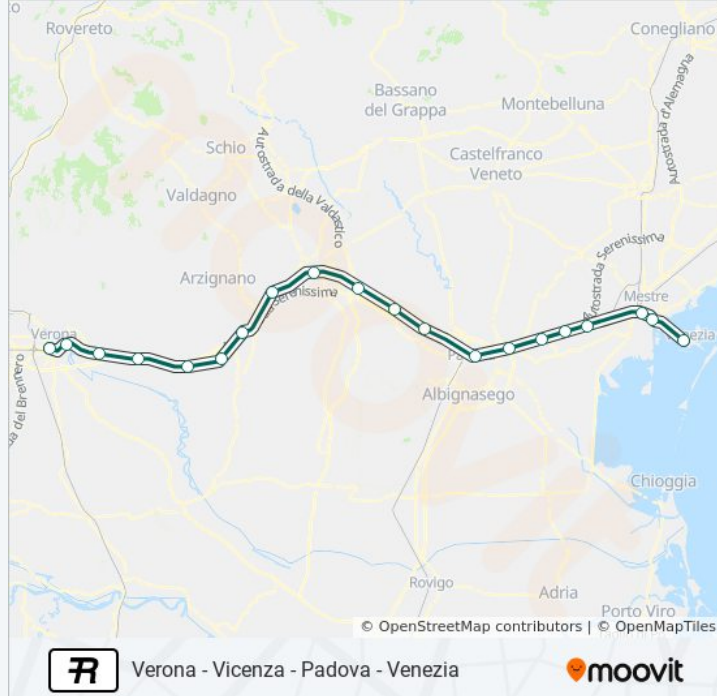 Rovereto
Conegliano
Bassano
del Grappa
Montebelluna
Autostrada d'Alemagna
Schio
Autostrada della Valdastico
Castelfranco
Veneto
Valdagno
Autostrada Serenissima
Arzignano
Serenissima
Mestre
Verona
Albignasego
Chioggia
Rovigo
Adria
Porto Viro
© OpenStreetMap contributors | © OpenMapTiles
R
Verona - Vicenza - Padova - Venezia
moovit